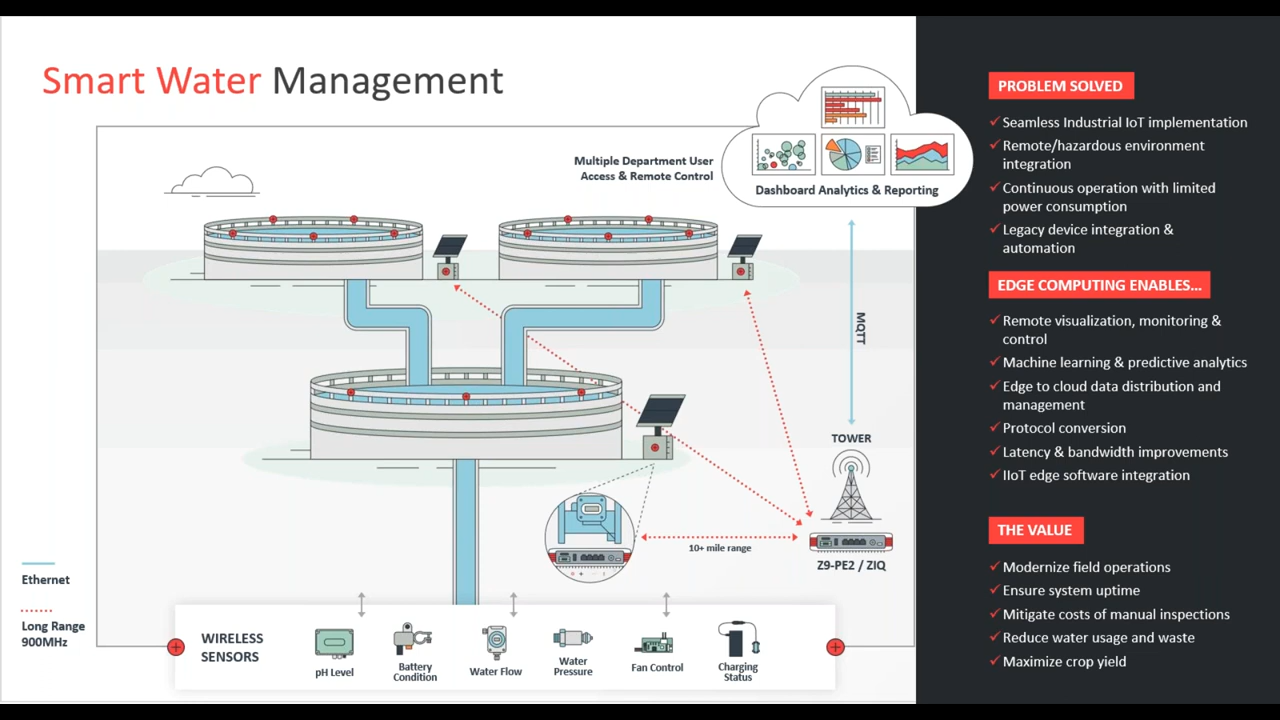 Smart Water Management
Multiple Department User
Access & Remote Control
Dashboard Analytics & Reporting
MQTT
TOWER
Z9-PE2 / ZIQ
10+ mile range
Ethernet
Long Range
900MHz
WIRELESS
SENSORS
pH Level
Battery
Condition
Water Flow
Water
Pressure
Fan Control
Charging
Status
PROBLEM SOLVED
Seamless Industrial IoT implementation
Remote/hazardous environment
integration
Continuous operation with limited
power consumption
Legacy device integration &
automation
EDGE COMPUTING ENABLES...
Remote visualization, monitoring &
control
Machine learning & predictive analytics
Edge to cloud data distribution and
management
Protocol conversion
Latency & bandwidth improvements
IIoT edge software integration
THE VALUE
Modernize field operations
Ensure system uptime
Mitigate costs of manual inspections
Reduce water usage and waste
Maximize crop yield